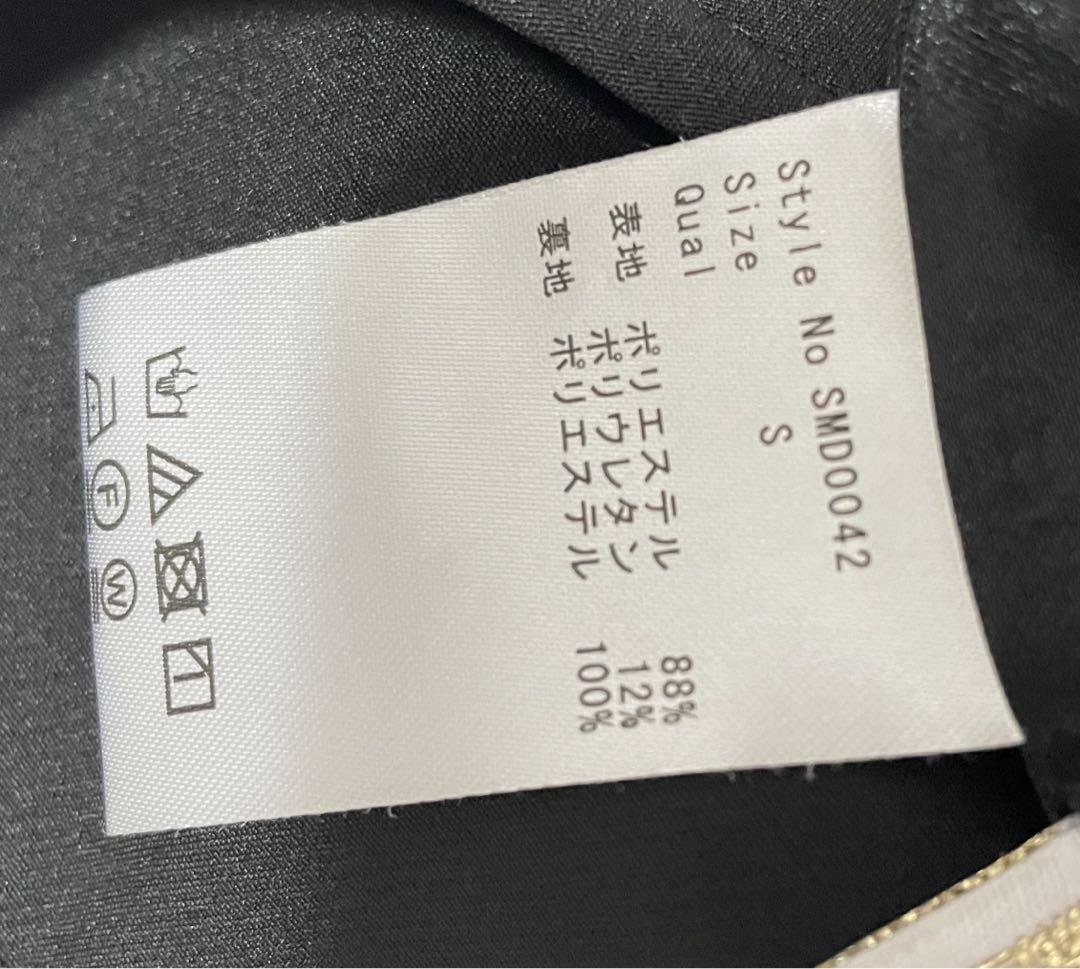 Style No SMD0042
Size S
Qual
表地 ポリエステル 88%
ポリウレタン 12%
裏地 ポリエステル 100%
F W